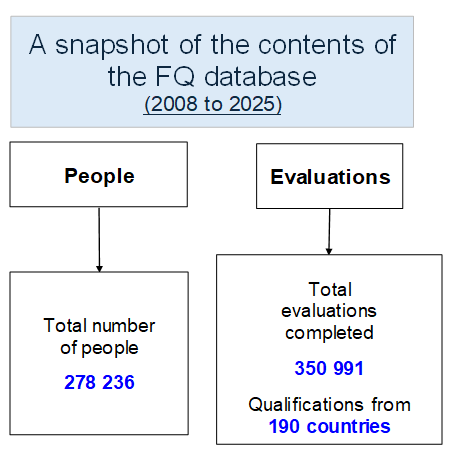 A snapshot of the contents of
the FQ database
(2008 to 2025)
People
Evaluations
Total number
of people
278 236
Total
evaluations
completed
350 991
Qualifications from
190 countries